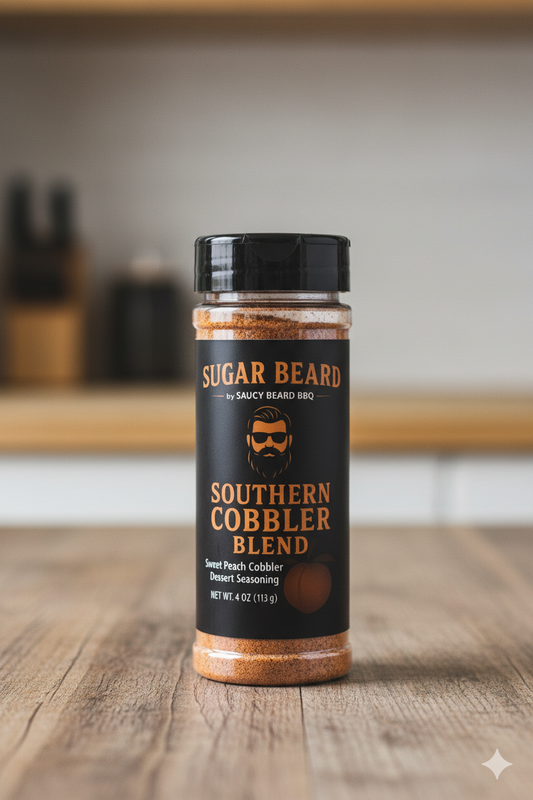 SUGAR BEARD
by SAUCY BEARD BBQ
SOUTHERN
COBBLER
BLEND
Sweet Peach Cobbler
Dessert Seasoning
NET WT. 4 OZ (113 g)